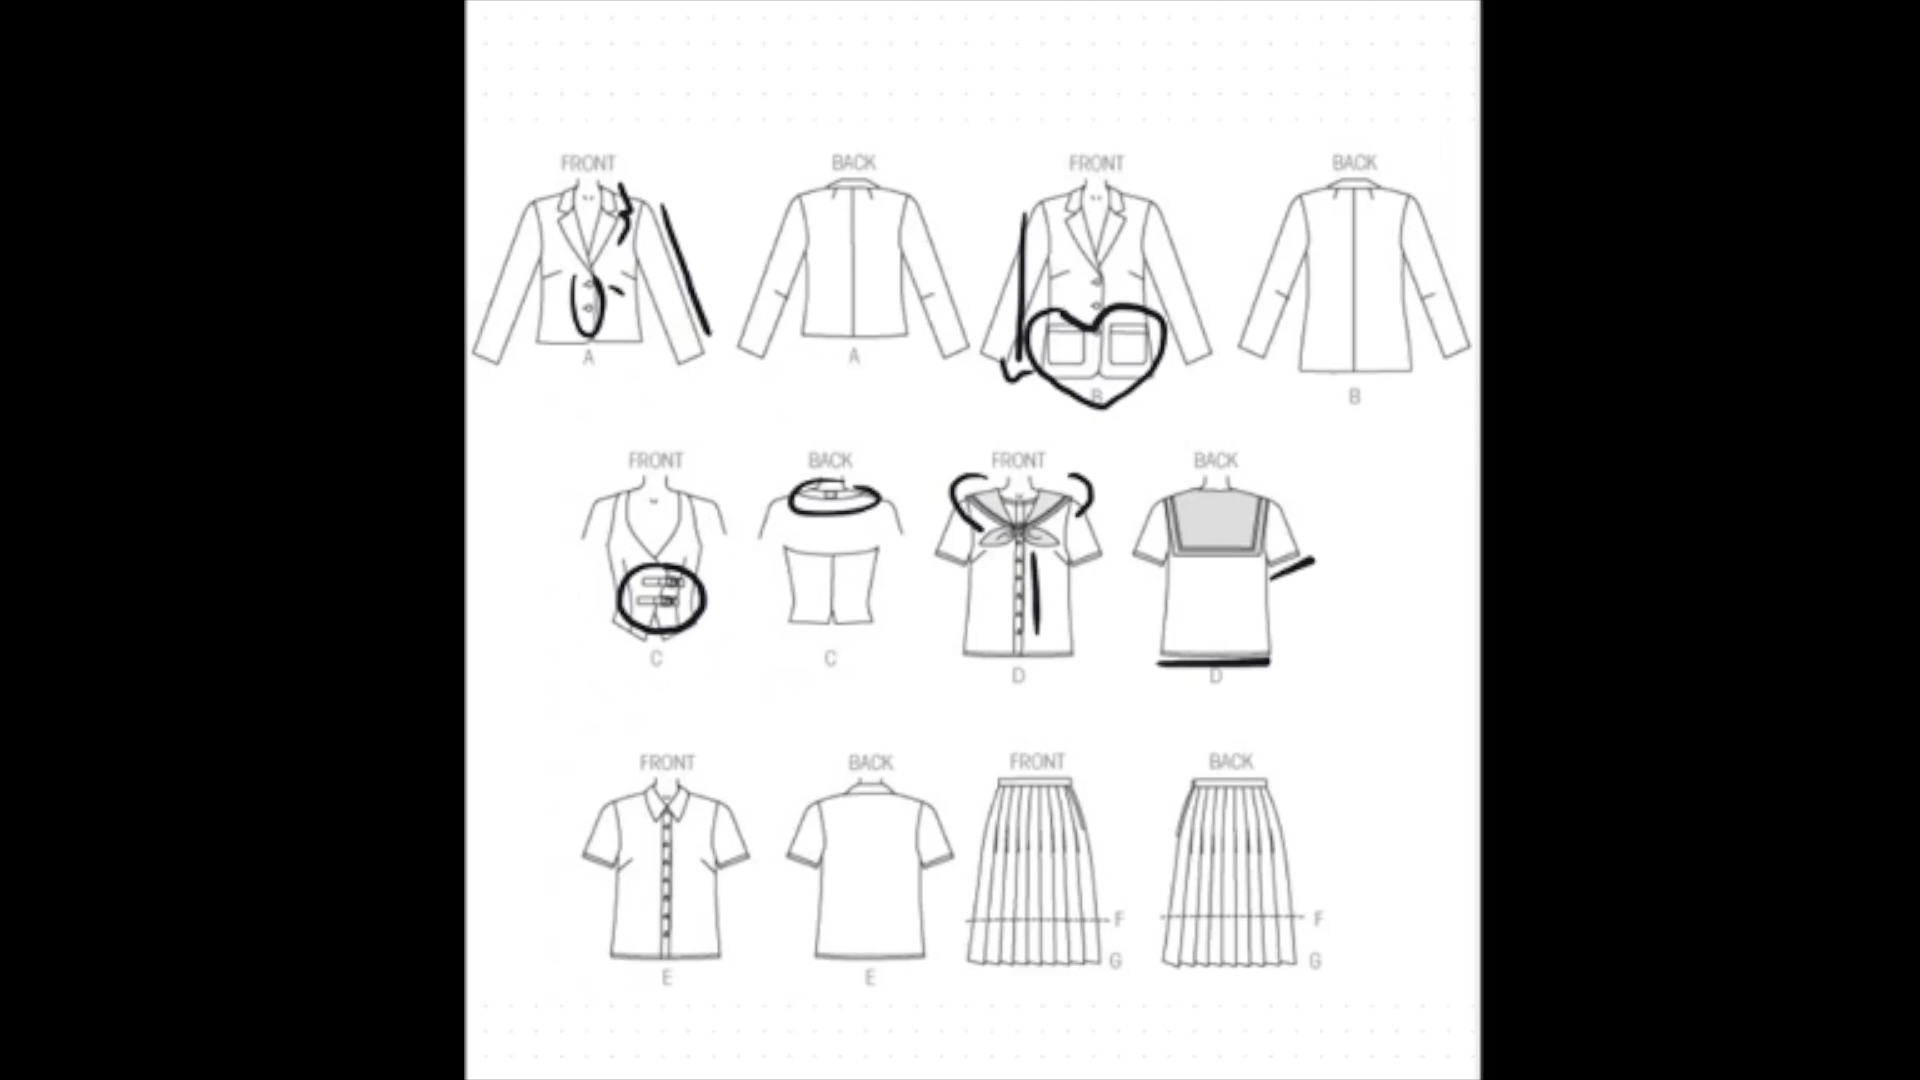 FRONT BACK FRONT BACK
A A B B
FRONT BACK FRONT BACK
C C D D
FRONT BACK FRONT BACK
F F
G G
E E